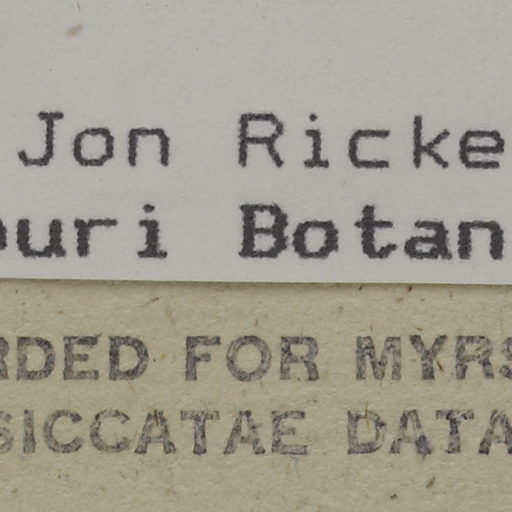 Jon Ricke
ouri Botan
RDED FOR MYRS
SICCATAE DATA